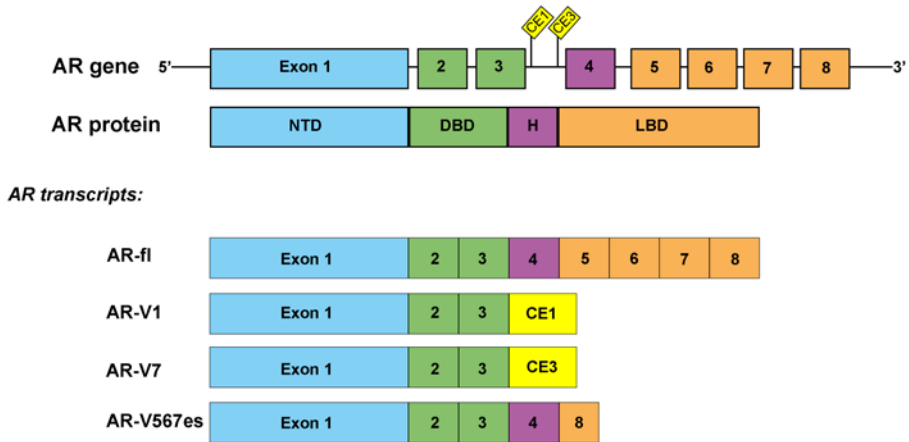 CE1 CE3
AR gene 5’ Exon 1 2 3 4 5 6 7 8 3’
AR protein NTD DBD H LBD
AR transcripts:
AR-fl Exon 1 2 3 4 5 6 7 8
AR-V1 Exon 1 2 3 CE1
AR-V7 Exon 1 2 3 CE3
AR-V567es Exon 1 2 3 4 8